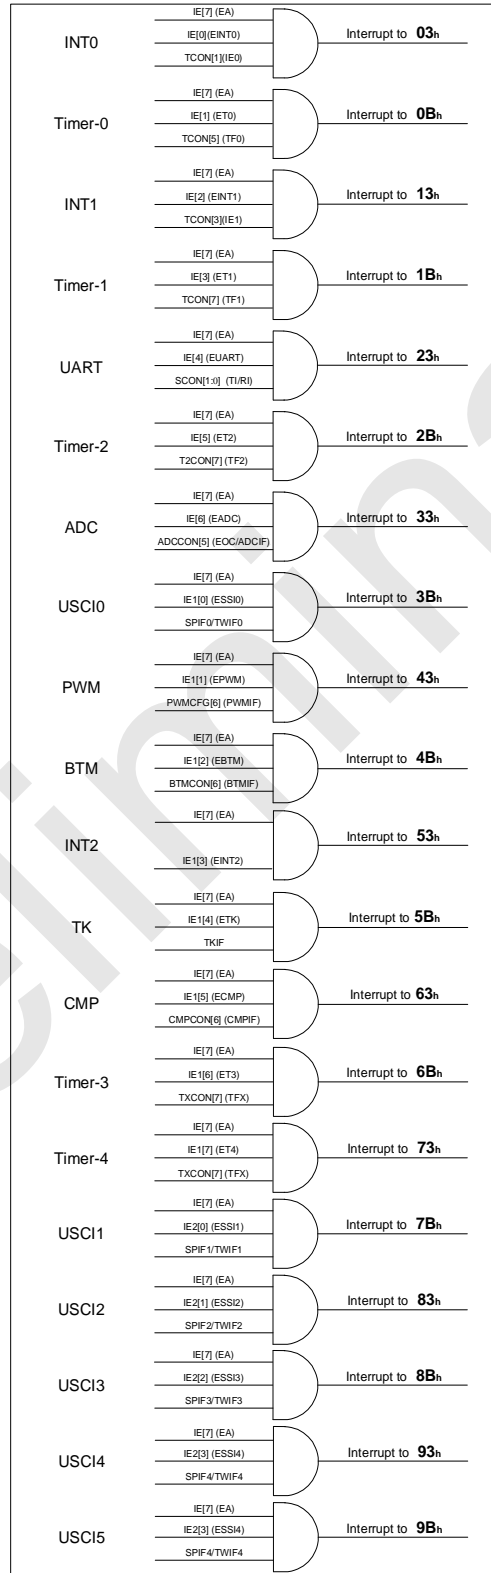 IE[7] (EA)
INT0 IE[0](EINT0) Interrupt to 03h
TCON[1](IE0)
IE[7] (EA)
Timer-0 IE[1] (ET0) Interrupt to 0Bh
TCON[5] (TF0)
IE[7] (EA)
INT1 IE[2] (EINT1) Interrupt to 13h
TCON[3](IE1)
IE[7] (EA)
Timer-1 IE[3] (ET1) Interrupt to 1Bh
TCON[7] (TF1)
IE[7] (EA)
UART IE[4] (EUART) Interrupt to 23h
SCON[1:0] (TI/RI)
IE[7] (EA)
Timer-2 IE[5] (ET2) Interrupt to 2Bh
T2CON[7] (TF2)
IE[7] (EA)
ADC IE[6] (EADC) Interrupt to 33h
ADCCON[5] (EOC/ADCIF)
IE[7] (EA)
USCI0 IE1[0] (ESSI0) Interrupt to 3Bh
SPIF0/TWIF0
IE[7] (EA)
PWM IE1[1] (EPWM) Interrupt to 43h
PWMCFG[6] (PWMIF)
IE[7] (EA)
BTM IE1[2] (EBTM) Interrupt to 4Bh
BTMCON[6] (BTMIF)
IE[7] (EA)
INT2 Interrupt to 53h
IE1[3] (EINT2)
IE[7] (EA)
TK IE1[4] (ETK) Interrupt to 5Bh
TKIF
IE[7] (EA)
CMP IE1[5] (ECMP) Interrupt to 63h
CMPCON[6] (CMPIF)
IE[7] (EA)
Timer-3 IE1[6] (ET3) Interrupt to 6Bh
TXCON[7] (TFX)
IE[7] (EA)
Timer-4 IE1[7] (ET4) Interrupt to 73h
TXCON[7] (TFX)
IE[7] (EA)
USCI1 IE2[0] (ESSI1) Interrupt to 7Bh
SPIF1/TWIF1
IE[7] (EA)
USCI2 IE2[1] (ESSI2) Interrupt to 83h
SPIF2/TWIF2
IE[7] (EA)
USCI3 IE2[2] (ESSI3) Interrupt to 8Bh
SPIF3/TWIF3
IE[7] (EA)
USCI4 IE2[3] (ESSI4) Interrupt to 93h
SPIF4/TWIF4
IE[7] (EA)
USCI5 IE2[3] (ESSI4) Interrupt to 9Bh
SPIF4/TWIF4
elimina